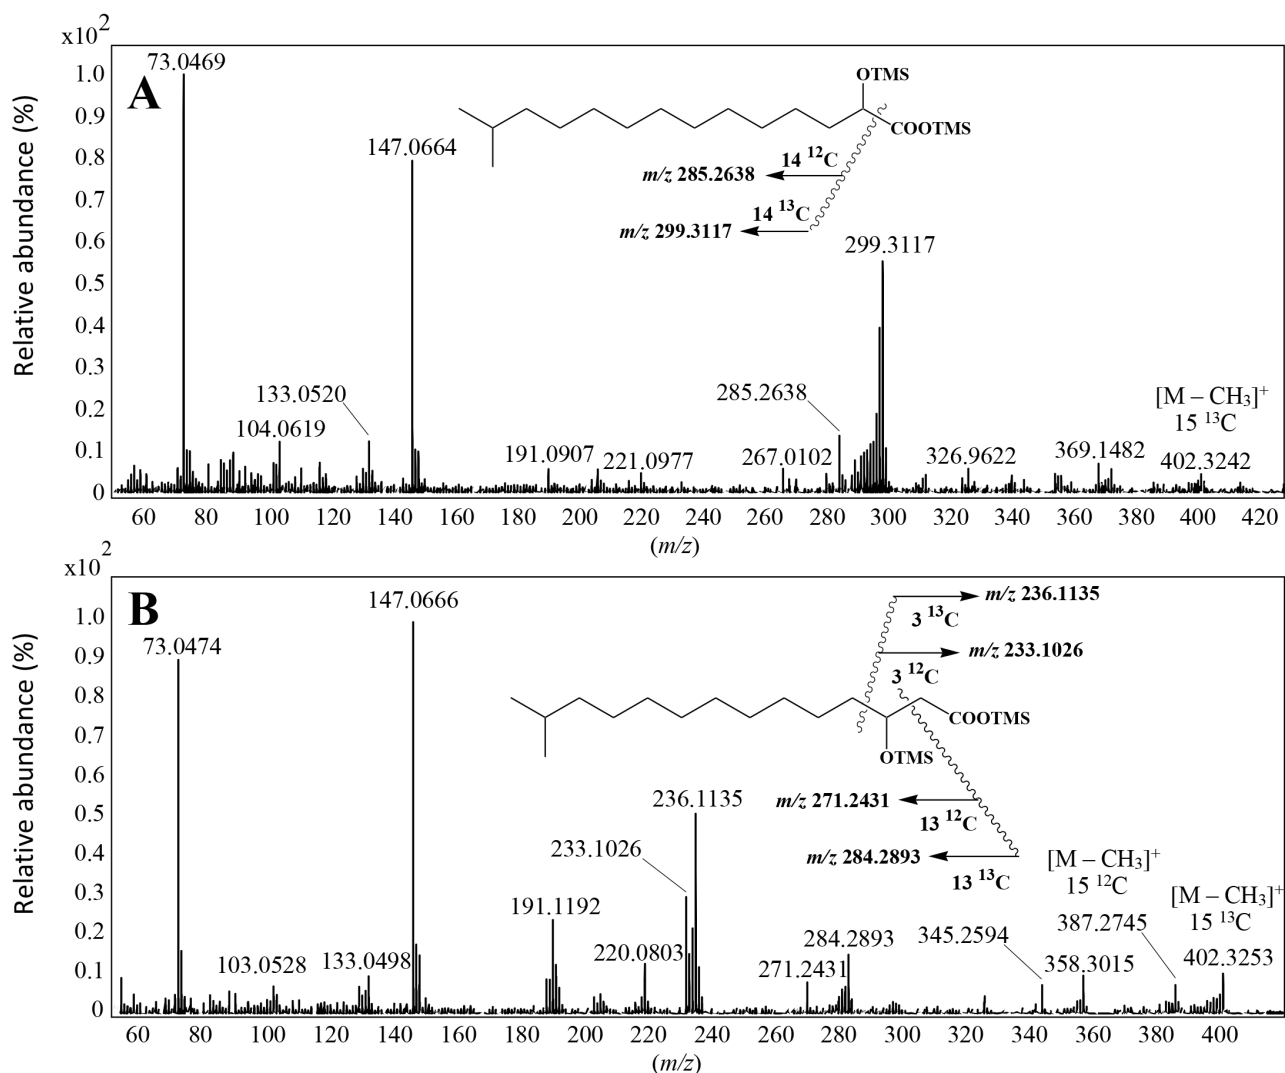 x10²
A
73.0469
1.0
0.9
0.8
0.7
0.6
0.5
0.4
0.3
0.2
0.1
0
Relative abundance (%)
147.0664
OTMS
COOTMS
14 ¹²C
m/z 285.2638
14 ¹³C
m/z 299.3117
299.3117
133.0520
104.0619
191.0907
221.0977
267.0102
285.2638
326.9622
369.1482
[M – CH₃]⁺
15 ¹³C
402.3242
60 80 100 120 140 160 180 200 220 240 260 280 300 320 340 360 380 400 420
(m/z)
x10²
B
1.0
0.9
0.8
0.7
0.6
0.5
0.4
0.3
0.2
0.1
0
Relative abundance (%)
73.0474
147.0666
m/z 236.1135
3 ¹³C
m/z 233.1026
3 ¹²C
COOTMS
OTMS
m/z 271.2431
13 ¹²C
m/z 284.2893
13 ¹³C
236.1135
233.1026
191.1192
220.0803
103.0528
133.0498
271.2431
284.2893
345.2594
358.3015
[M – CH₃]⁺
15 ¹²C
387.2745
[M – CH₃]⁺
15 ¹³C
402.3253
60 80 100 120 140 160 180 200 220 240 260 280 300 320 340 360 380 400
(m/z)